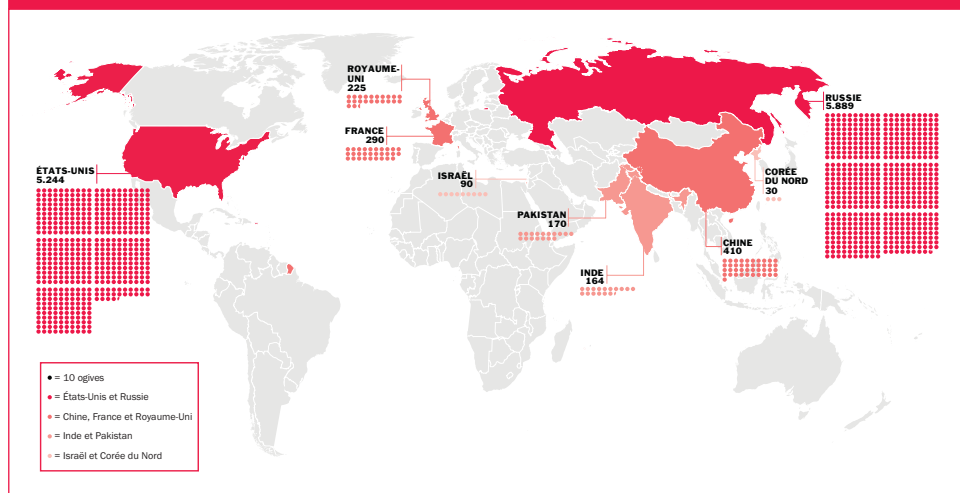 ROYAUME-
UNI
225
FRANCE
290
RUSSIE
5.889
ÉTATS-UNIS
5.244
ISRAËL
90
CORÉE
DU NORD
30
PAKISTAN
170
CHINE
410
INDE
164
= 10 ogives
= États-Unis et Russie
= Chine, France et Royaume-Uni
= Inde et Pakistan
= Israël et Corée du Nord